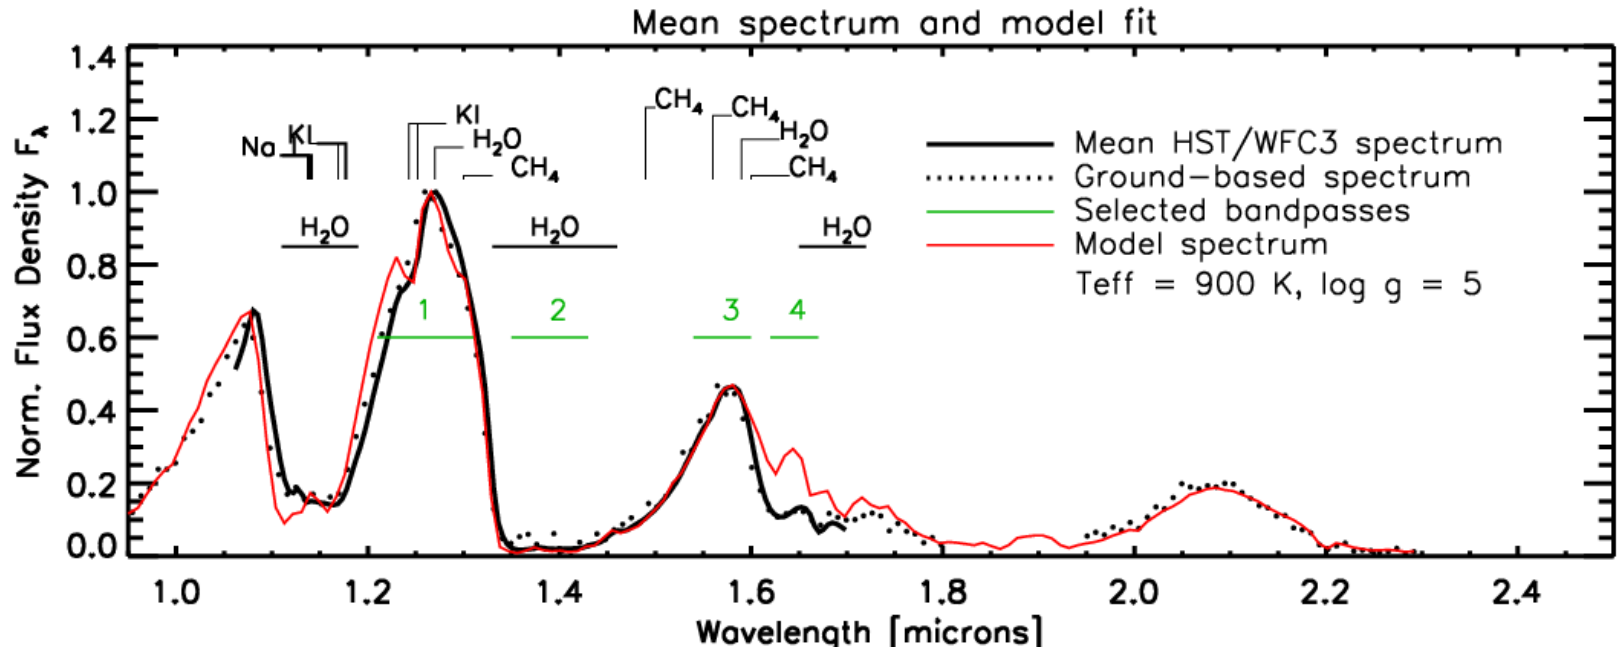 Mean spectrum and model fit
1.4
1.2
1.0
0.8
0.6
0.4
0.2
0.0
Norm. Flux Density Fλ
Na
KI
KI
H₂O
CH₄
CH₄
CH₄
H₂O
CH₄
H₂O
H₂O
H₂O
1
2
3
4
Mean HST/WFC3 spectrum
Ground-based spectrum
Selected bandpasses
Model spectrum
Teff = 900 K, log g = 5
1.0 1.2 1.4 1.6 1.8 2.0 2.2 2.4
Wavelength [microns]